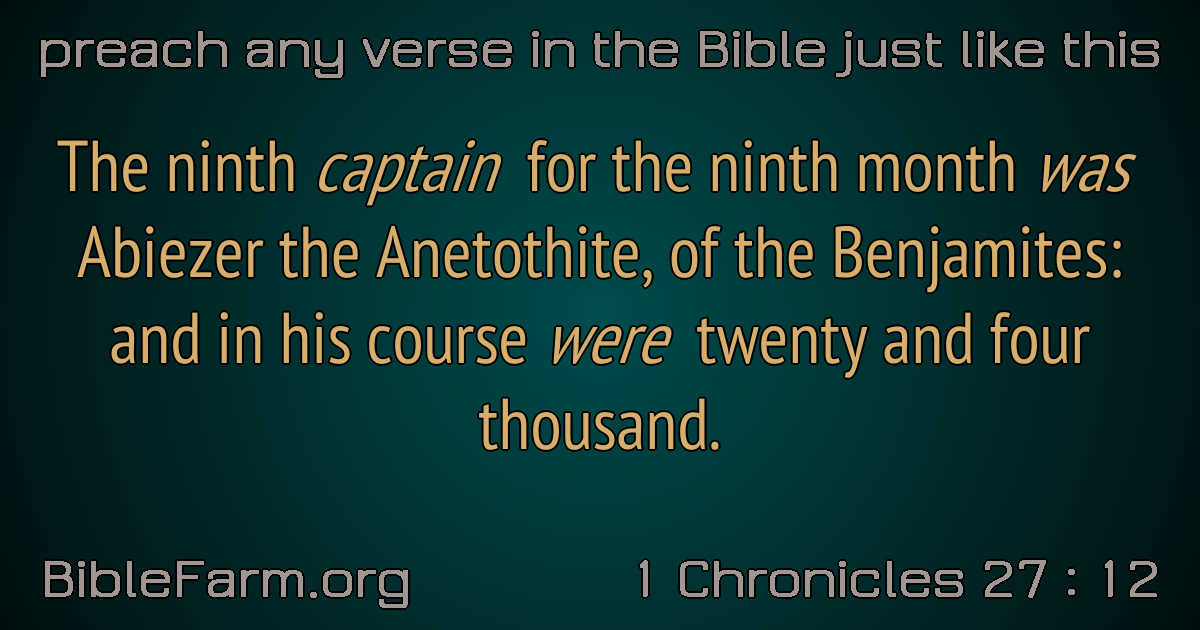 preach any verse in the Bible just like this
The ninth captain for the ninth month was
Abiezer the Anetothite, of the Benjamites:
and in his course were twenty and four
thousand.
BibleFarm.org
1 Chronicles 27 : 12